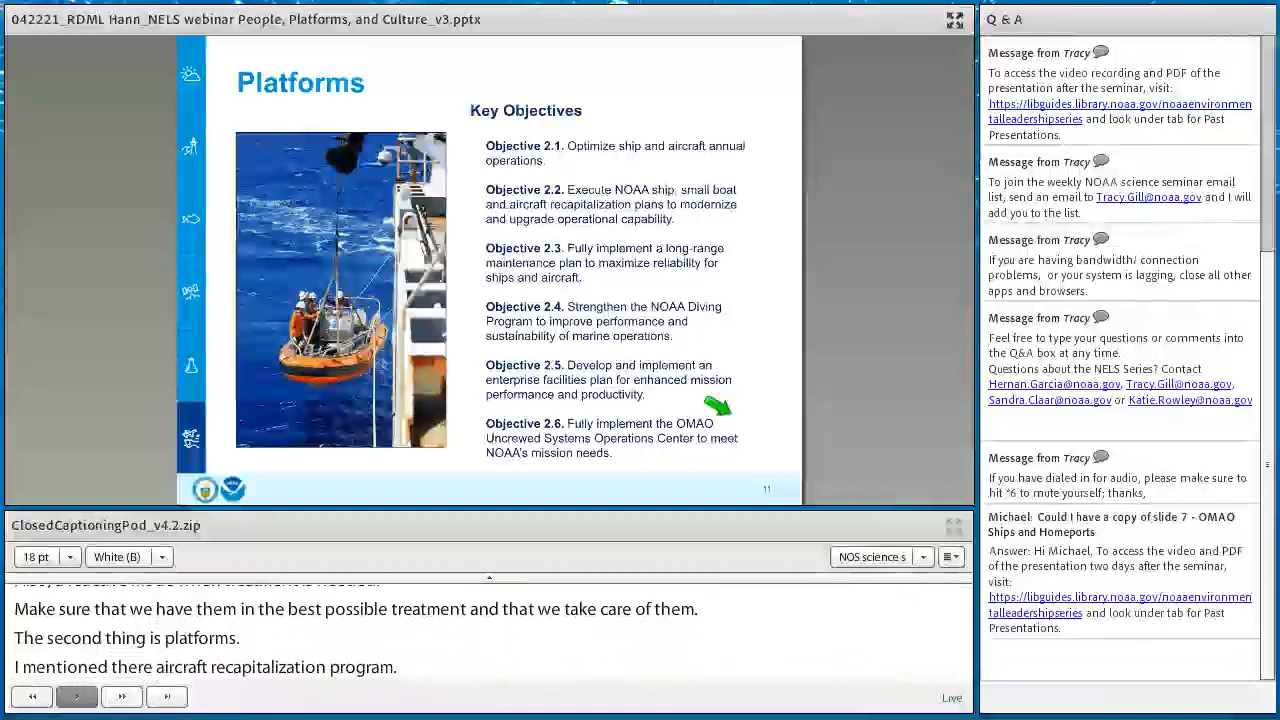 042221_RDML Hann_NELS webinar People, Platforms, and Culture_v3.pptx
Platforms
Key Objectives
Objective 2.1. Optimize ship and aircraft annual
operations.
Objective 2.2. Execute NOAA ship, small boat
and aircraft recapitalization plans to modernize
and upgrade operational capability.
Objective 2.3. Fully implement a long-range
maintenance plan to maximize reliability for
ships and aircraft.
Objective 2.4. Strengthen the NOAA Diving
Program to improve performance and
sustainability of marine operations.
Objective 2.5. Develop and implement an
enterprise facilities plan for enhanced mission
performance and productivity.
Objective 2.6. Fully implement the OMAO
Uncrewed Systems Operations Center to meet
NOAA's mission needs.
11
ClosedCaptioningPod_v4.2.zip
18 pt
White (B)
NOS science s
Make sure that we have them in the best possible treatment and that we take care of them.
The second thing is platforms.
I mentioned there aircraft recapitalization program.
Live
Q & A
Message from Tracy
To access the video recording and PDF of the
presentation after the seminar, visit:
https://libguides.library.noaa.gov/noaaenvironmen
talleadershipseries and look under tab for Past
Presentations.
Message from Tracy
To join the weekly NOAA science seminar email
list, send an email to Tracy.Gill@noaa.gov and I will
add you to the list.
Message from Tracy
If you are having bandwidth/ connection
problems, or your system is lagging, close all other
apps and browsers.
Message from Tracy
Feel free to type your questions or comments into
the Q&A box at any time.
Questions about the NELS Series? Contact
Hernan.Garcia@noaa.gov, Tracy.Gill@noaa.gov,
Sandra.Claar@noaa.gov or Katie.Rowley@noaa.gov
Message from Tracy
If you have dialed in for audio, please make sure to
hit *6 to mute yourself; thanks,
Michael: Could I have a copy of slide 7 - OMAO
Ships and Homeports
Answer: Hi Michael, To access the video and PDF
of the presentation two days after the seminar,
visit:
https://libguides.library.noaa.gov/noaaenvironmen
talleadershipseries and look under tab for Past
Presentations.